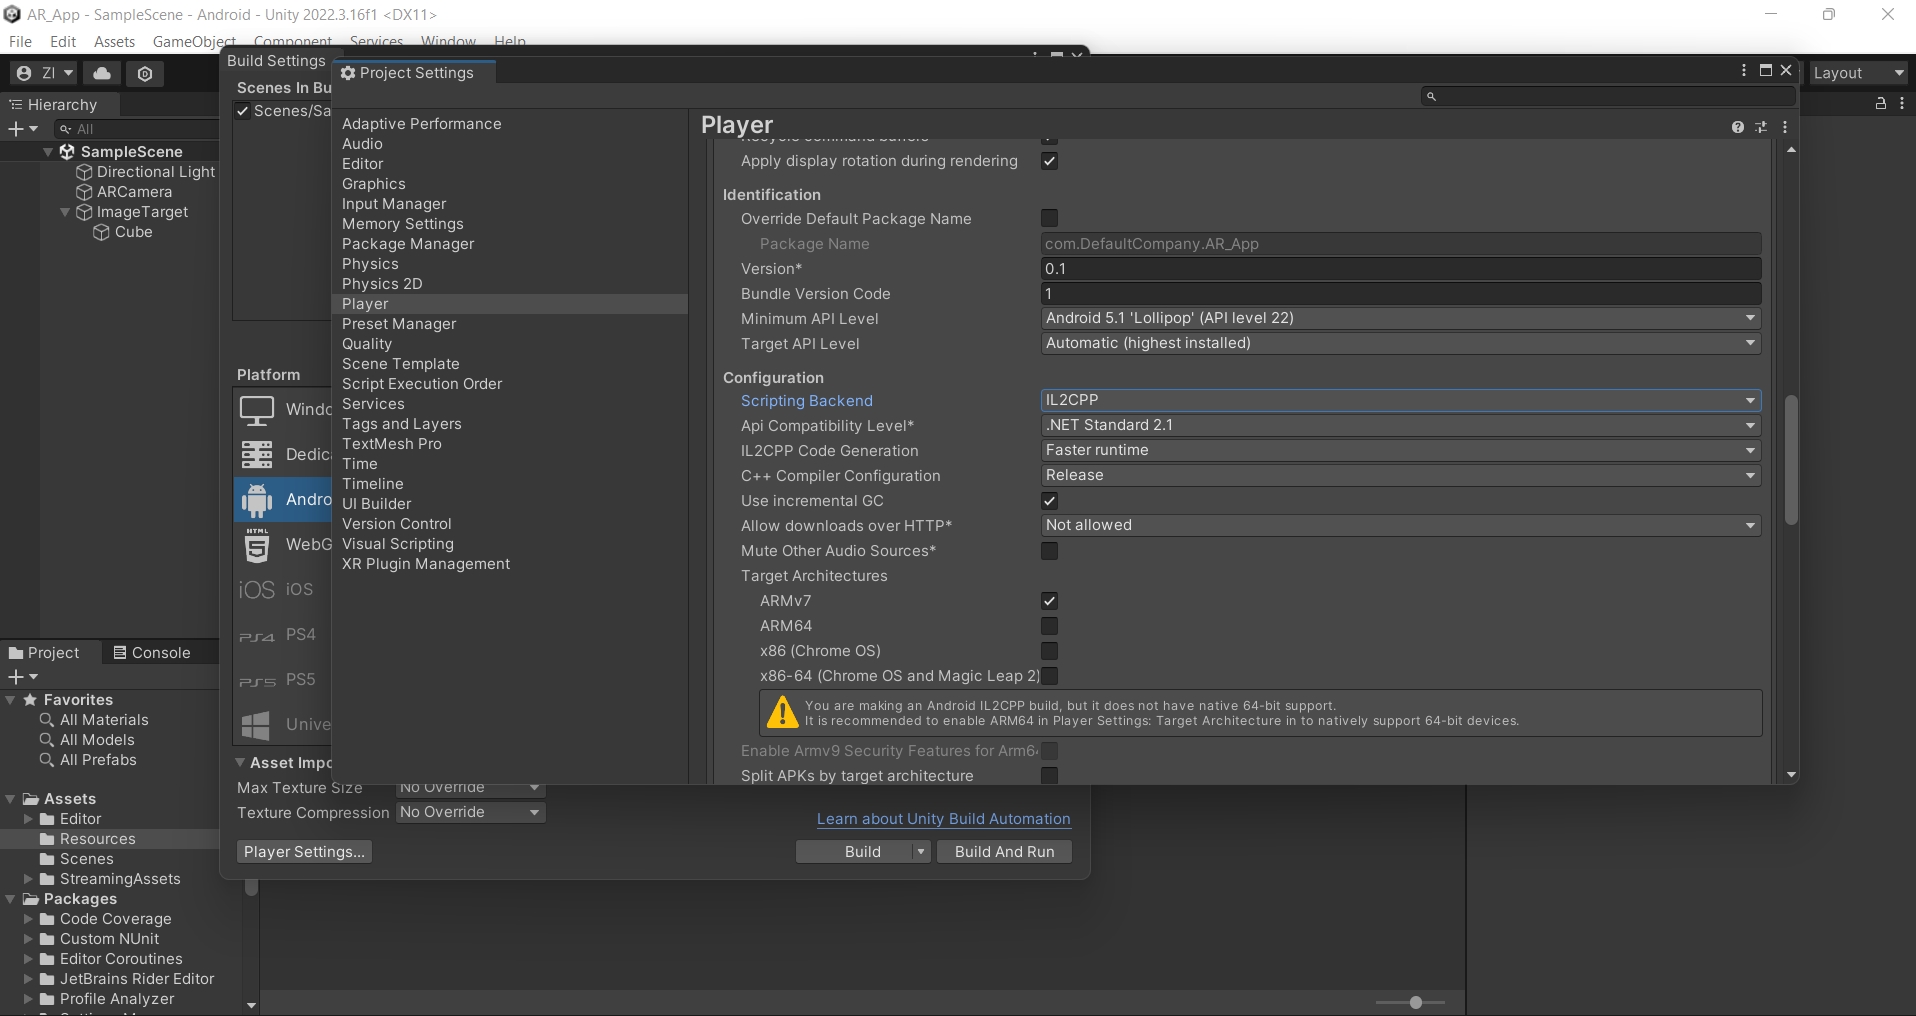 AR_App - SampleScene - Android - Unity 2022.3.16f1 <DX11>
File Edit Assets GameObject Component Services Window Help
ZI
Layout
Hierarchy
All
SampleScene
Directional Light
ARCamera
ImageTarget
Cube
Build Settings
Scenes In Bu
Scenes/Sa
Platform
Windo
Dedic
Andro
HTML
5
WebG
iOS iOS
PS4 PS4
PS5 PS5
Unive
Asset Impo
Max Texture Size No Override
Texture Compression No Override
Player Settings...
Learn about Unity Build Automation
Build
Build And Run
Project Settings
Adaptive Performance
Audio
Editor
Graphics
Input Manager
Memory Settings
Package Manager
Physics
Physics 2D
Player
Preset Manager
Quality
Scene Template
Script Execution Order
Services
Tags and Layers
TextMesh Pro
Time
Timeline
UI Builder
Version Control
Visual Scripting
XR Plugin Management
Player
Recycle command buffers
Apply display rotation during rendering
Identification
Override Default Package Name
Package Name com.DefaultCompany.AR_App
Version* 0.1
Bundle Version Code 1
Minimum API Level Android 5.1 'Lollipop' (API level 22)
Target API Level Automatic (highest installed)
Configuration
Scripting Backend IL2CPP
Api Compatibility Level* .NET Standard 2.1
IL2CPP Code Generation Faster runtime
C++ Compiler Configuration Release
Use incremental GC
Allow downloads over HTTP* Not allowed
Mute Other Audio Sources*
Target Architectures
ARMv7
ARM64
x86 (Chrome OS)
x86-64 (Chrome OS and Magic Leap 2)
You are making an Android IL2CPP build, but it does not have native 64-bit support.
It is recommended to enable ARM64 in Player Settings: Target Architecture in to natively support 64-bit devices.
Enable Armv9 Security Features for Arm6
Split APKs by target architecture
Project Console
Favorites
All Materials
All Models
All Prefabs
Assets
Editor
Resources
Scenes
StreamingAssets
Packages
Code Coverage
Custom NUnit
Editor Coroutines
JetBrains Rider Editor
Profile Analyzer